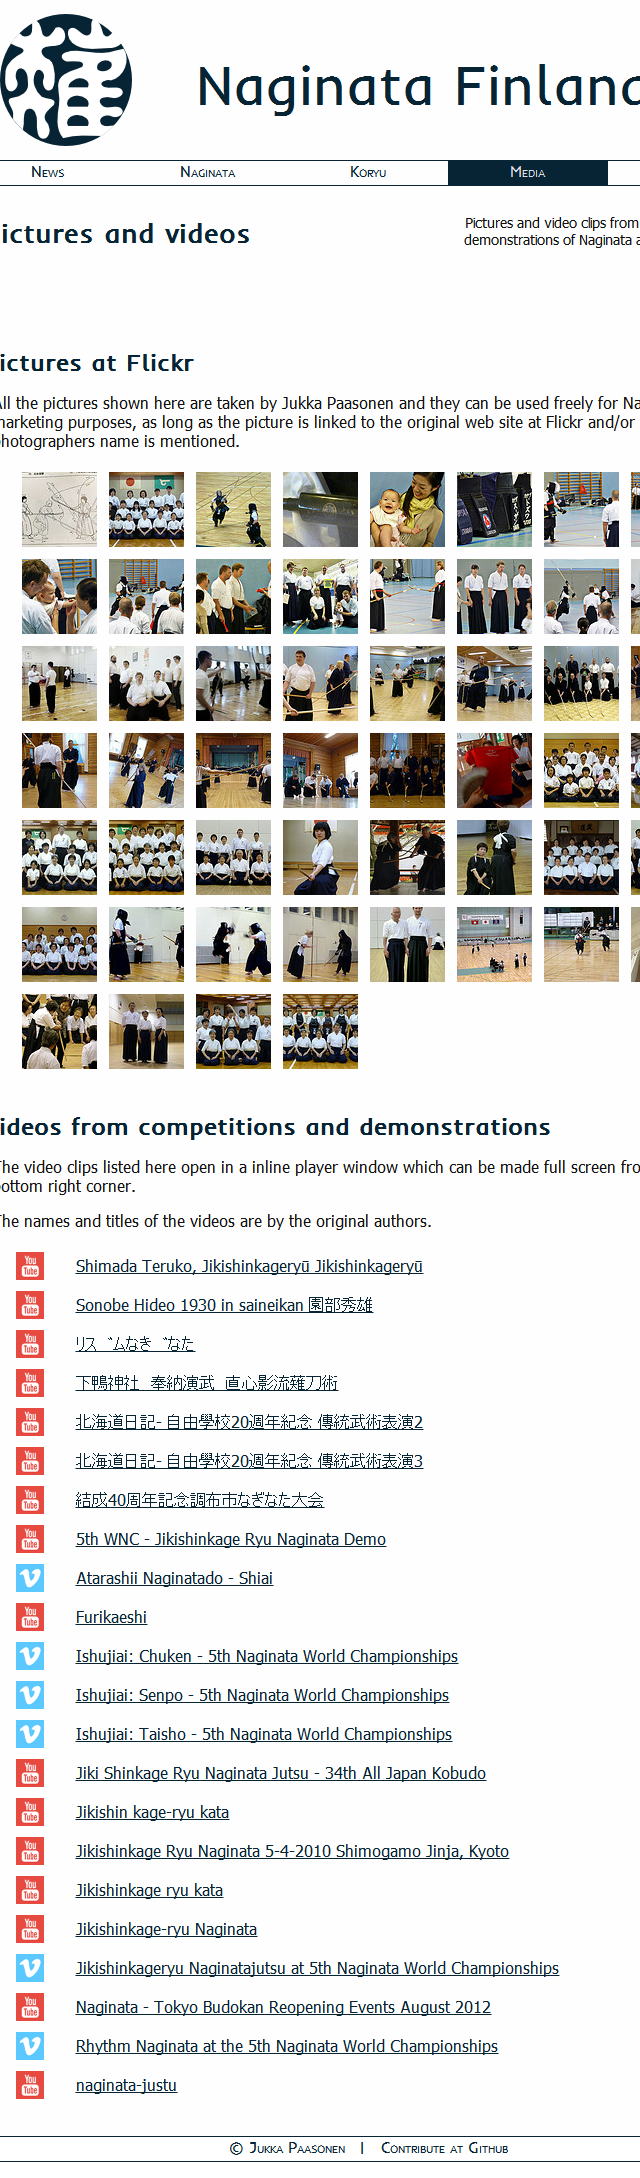 Naginata Finland
News Naginata Koryu Media
ictures and videos
Pictures and video clips from
demonstrations of Naginata a
ictures at Flickr
ll the pictures shown here are taken by Jukka Paasonen and they can be used freely for Na
marketing purposes, as long as the picture is linked to the original web site at Flickr and/or
photographers name is mentioned.
ideos from competitions and demonstrations
The video clips listed here open in a inline player window which can be made full screen fro
bottom right corner.
The names and titles of the videos are by the original authors.
You Tube Shimada Teruko, Jikishinkageryū Jikishinkageryū
You Tube Sonobe Hideo 1930 in saineikan 園部秀雄
You Tube リス゛ムなき゛なた
You Tube 下鴨神社　奉納演武　直心影流薙刀術
You Tube 北海道日記- 自由學校20週年紀念 傳統武術表演2
You Tube 北海道日記- 自由學校20週年紀念 傳統武術表演3
You Tube 結成40周年記念調布市なぎなた大会
You Tube 5th WNC - Jikishinkage Ryu Naginata Demo
Atarashii Naginatado - Shiai
You Tube Furikaeshi
Ishujiai: Chuken - 5th Naginata World Championships
Ishujiai: Senpo - 5th Naginata World Championships
Ishujiai: Taisho - 5th Naginata World Championships
You Tube Jiki Shinkage Ryu Naginata Jutsu - 34th All Japan Kobudo
You Tube Jikishin kage-ryu kata
You Tube Jikishinkage Ryu Naginata 5-4-2010 Shimogamo Jinja, Kyoto
You Tube Jikishinkage ryu kata
You Tube Jikishinkage-ryu Naginata
Jikishinkageryu Naginatajutsu at 5th Naginata World Championships
You Tube Naginata - Tokyo Budokan Reopening Events August 2012
Rhythm Naginata at the 5th Naginata World Championships
You Tube naginata-justu
© Jukka Paasonen | Contribute at Github